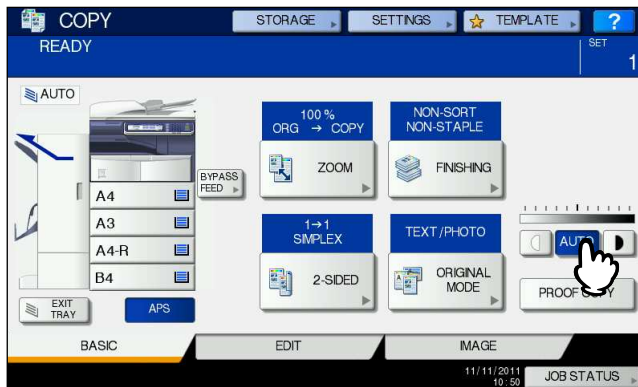 COPY
STORAGE
SETTINGS
TEMPLATE
?
READY
SET
1
AUTO
BYPASS
FEED
A4
A3
A4-R
B4
EXIT
TRAY
APS
100 %
ORG → COPY
ZOOM
NON-SORT
NON-STAPLE
FINISHING
1→1
SIMPLEX
2-SIDED
TEXT/PHOTO
ORIGINAL
MODE
AUTO
PROOF COPY
BASIC
EDIT
IMAGE
11/11/2011
10:50
JOB STATUS